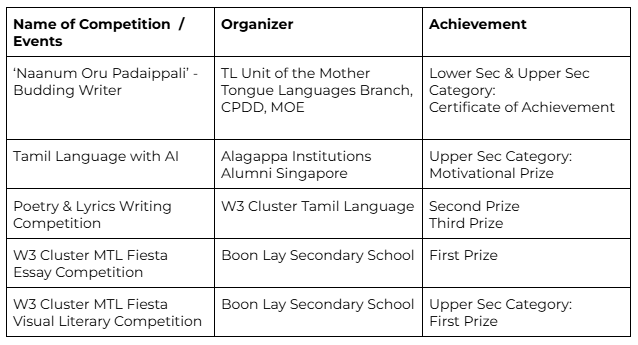 Name of Competition  / Events
Organizer
Achievement
‘Naanum Oru Padaippali’ -
Budding Writer
TL Unit of the Mother
Tongue Languages Branch,
CPDD, MOE
Lower Sec & Upper Sec
Category:
Certificate of Achievement
Tamil Language with AI
Alagappa Institutions
Alumni Singapore
Upper Sec Category:
Motivational Prize
Poetry & Lyrics Writing
Competition
W3 Cluster Tamil Language
Second Prize
Third Prize
W3 Cluster MTL Fiesta
Essay Competition
Boon Lay Secondary School
First Prize
W3 Cluster MTL Fiesta
Visual Literary Competition
Boon Lay Secondary School
Upper Sec Category:
First Prize